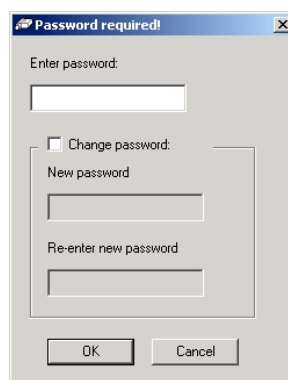 Password required!
Enter password:
Change password:
New password
Re-enter new password
OK
Cancel